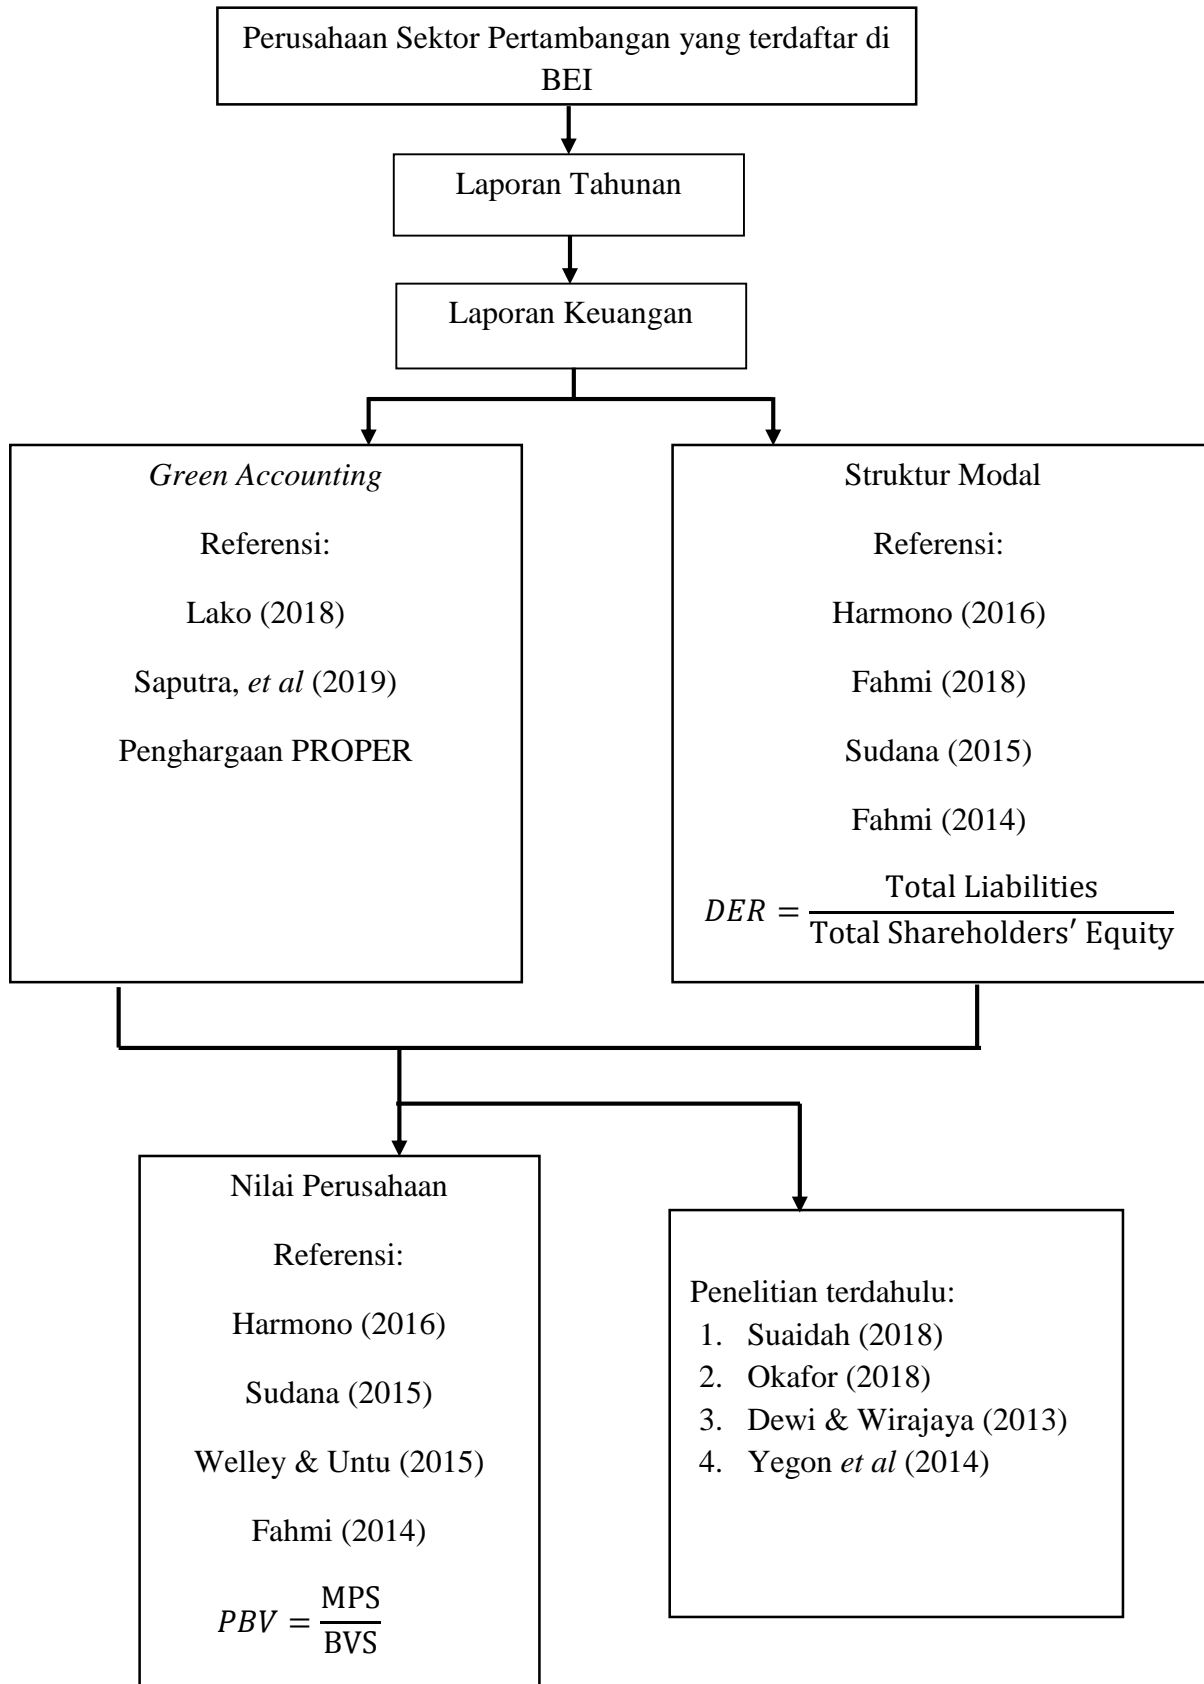 Perusahaan Sektor Pertambangan yang terdaftar di
BEI
Laporan Tahunan
Laporan Keuangan
Green Accounting
Referensi:
Lako (2018)
Saputra, et al (2019)
Penghargaan PROPER
Struktur Modal
Referensi:
Harmono (2016)
Fahmi (2018)
Sudana (2015)
Fahmi (2014)
DER = Total Liabilities / Total Shareholders′ Equity
Nilai Perusahaan
Referensi:
Harmono (2016)
Sudana (2015)
Welley & Untu (2015)
Fahmi (2014)
PBV = MPS / BVS
Penelitian terdahulu:
1. Suaidah (2018)
2. Okafor (2018)
3. Dewi & Wirajaya (2013)
4. Yegon et al (2014)